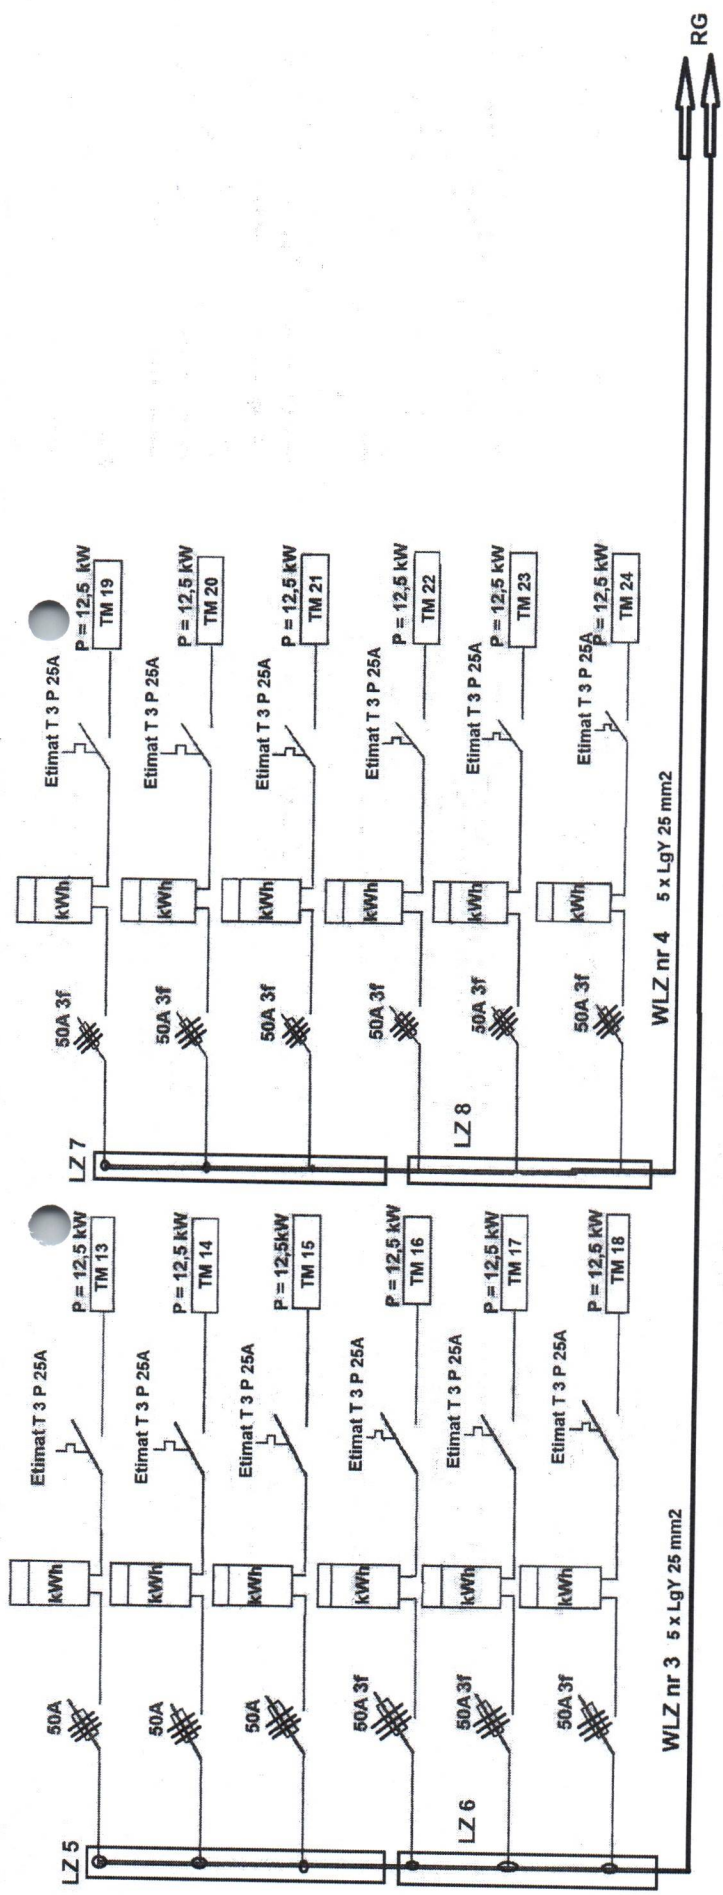 LZ 5
50A
kWh
Etimat T 3 P 25A
P = 12,5 kW
TM 13
50A
kWh
Etimat T 3 P 25A
P = 12,5 kW
TM 14
50A
kWh
Etimat T 3 P 25A
P = 12,5kW
TM 15
LZ 6
50A 3f
kWh
Etimat T 3 P 25A
P = 12,5 kW
TM 16
50A 3f
kWh
Etimat T 3 P 25A
P = 12,5 kW
TM 17
50A 3f
kWh
Etimat T 3 P 25A
P = 12,5 kW
TM 18
WLZ nr 3 5 x LgY 25 mm2
LZ 7
50A 3f
kWh
Etimat T 3 P 25A
P = 12,5 kW
TM 19
50A 3f
kWh
Etimat T 3 P 25A
P = 12,5 kW
TM 20
50A 3f
kWh
Etimat T 3 P 25A
P = 12,5 kW
TM 21
LZ 8
50A 3f
kWh
Etimat T 3 P 25A
P = 12,5 kW
TM 22
50A 3f
kWh
Etimat T 3 P 25A
P = 12,5 kW
TM 23
50A 3f
kWh
Etimat T 3 P 25A
P = 12,5 kW
TM 24
WLZ nr 4 5 x LgY 25 mm2
RG